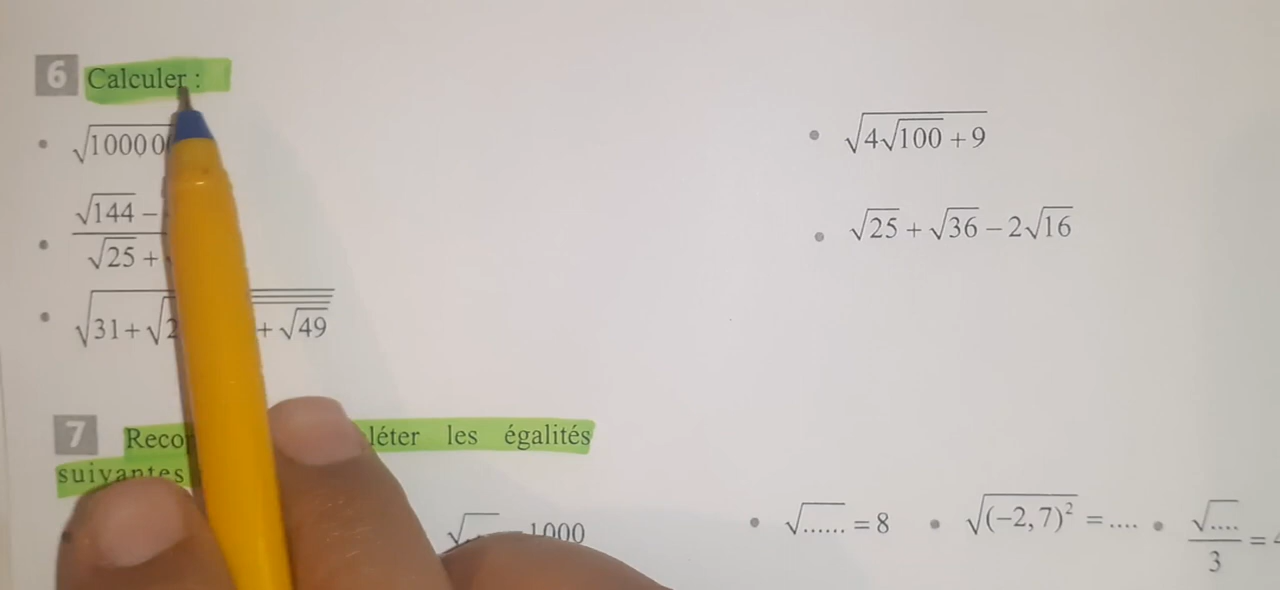 6 Calculer :
• √10000
• √(4√100 + 9)
• (√144 −) / (√25 +)
• √25 + √36 − 2√16
• √31+√2 + √49
7 léter les égalités
suivantes
√.... 1000 • √...... = 8 • √(−2,7)² = .... • √.... / 3 =